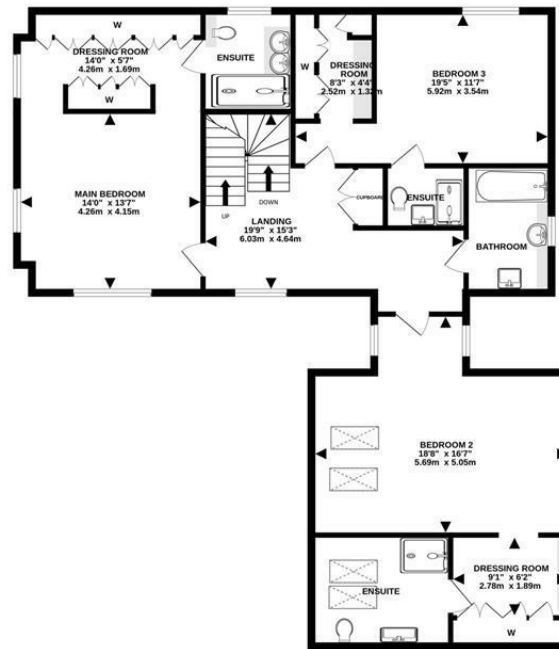 W
DRESSING ROOM
14'0" x 5'7"
4.26m x 1.69m
W
ENSUITE
W
DRESSING
ROOM
8'3" x 4'4"
2.52m x 1.32m
BEDROOM 3
19'5" x 11'7"
5.92m x 3.54m
MAIN BEDROOM
14'0" x 13'7"
4.26m x 4.15m
UP
DOWN
LANDING
19'9" x 15'3"
6.03m x 4.64m
CUPBOARD
ENSUITE
BATHROOM
BEDROOM 2
18'8" x 16'7"
5.69m x 5.05m
ENSUITE
DRESSING ROOM
9'1" x 6'2"
2.78m x 1.89m
W